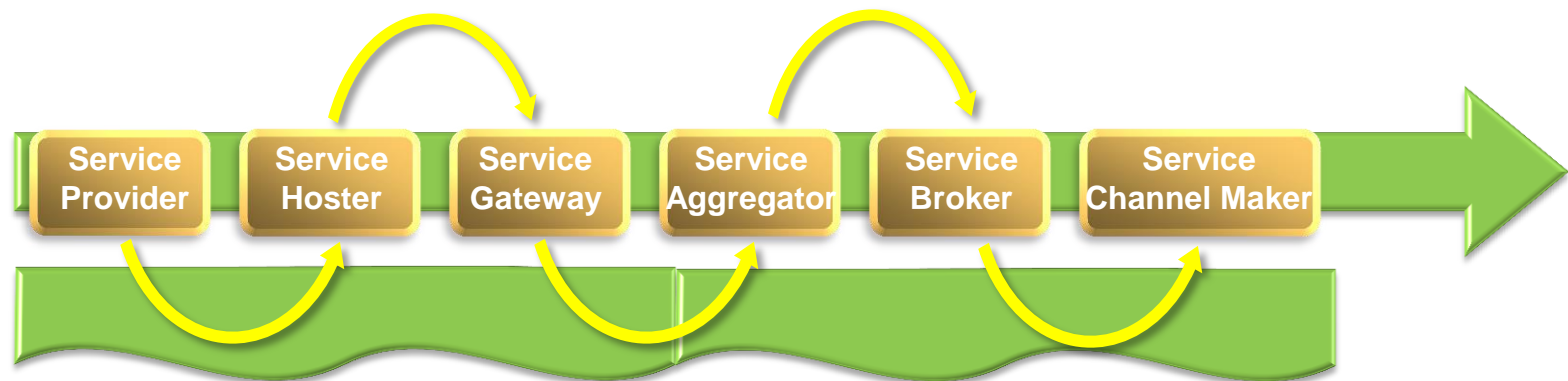 Service
Provider
Service
Hoster
Service
Gateway
Service
Aggregator
Service
Broker
Service
Channel Maker